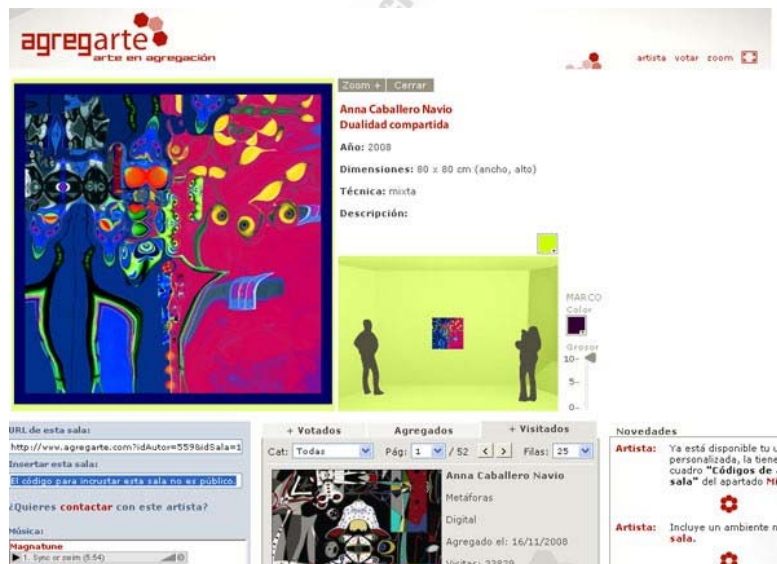 agregarte
arte en agregación
artista votar zoom
Zoom + Cerrar
Anna Caballero Navio
Dualidad compartida
Año: 2008
Dimensiones: 80 x 80 cm (ancho, alto)
Técnica: mixta
Descripción:
MARCO
Color
Grosor
10-
5-
0-
URL de esta sala:
http://www.agregarte.com?idAutor=559&idSala=1
Insertar esta sala:
El código para incrustar esta sala no es público.
¿Quieres contactar con este artista?
Música:
Magnatune
1. Sync or swim (5:54)
+ Votados Agregados + Visitados
Cat: Todas Pág: 1 / 52 < > Filas: 25
Anna Caballero Navio
Metáforas
Digital
Agregado el: 16/11/2008
Visitas: 23829
Novedades
Artista: Ya está disponible tu u
personalizada, la tiene
cuadro "Códigos de
sala" del apartado Mi
Artista: Incluye un ambiente m
sala.